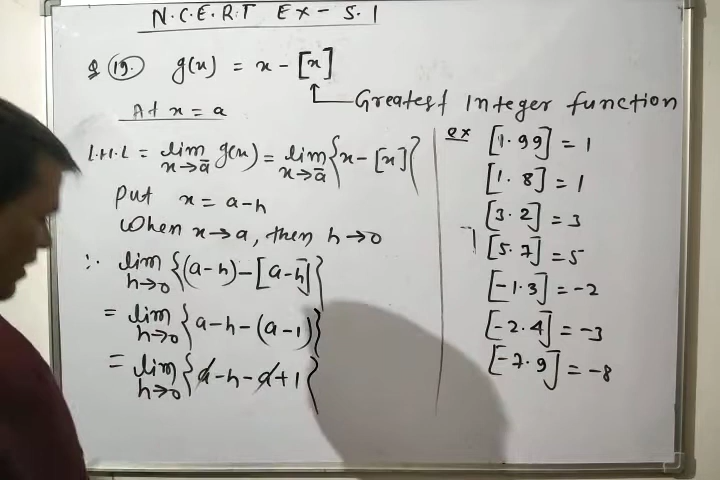 N.C.E.R.T EX-5.1
Q 19. g(x) = x - [x]
Greatest Integer function
At x = a
L.H.L = lim x→a⁻ g(x) = lim x→a⁻ {x - [x]}
Put x = a-h
When x→a, then h→0
∴ lim h→0 {(a-h) - [a-h]}
= lim h→0 {a-h-(a-1)}
= lim h→0 {a-h-a+1}
ex [1.99] = 1
[1.8] = 1
[3.2] = 3
[5.7] = 5
[-1.3] = -2
[-2.4] = -3
[-7.9] = -8